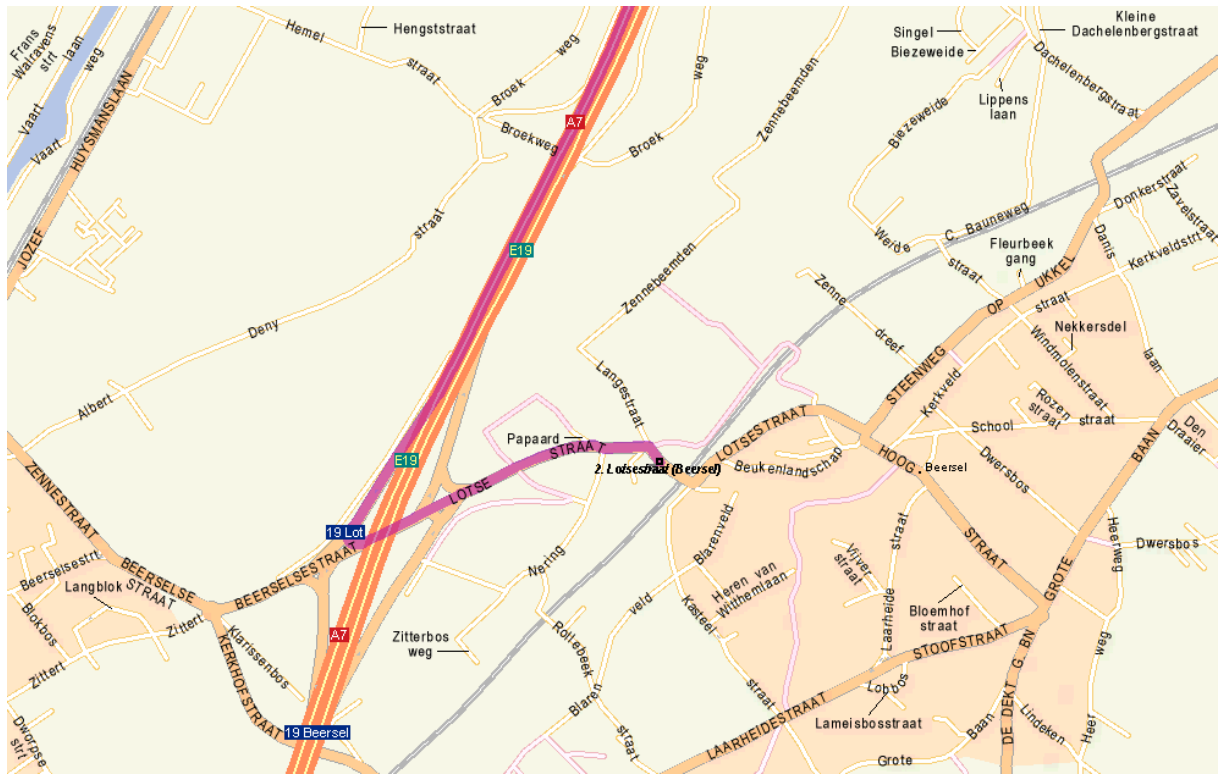 Frans
Walravens
strt
laan
weg
Vaart
Vaart
HUYSMANSLAAN
JOZEF
Hemel
straat
Hengststraat
Broek
weg
Broekweg
A7
Broek
weg
straat
Deny
Albert
E19
Zennebeemden
Zennebeemden
Singel
Biezeweide
Kleine
Dachelenbergstraat
Dachelenbergstraat
Lippens
laan
Biezeweide
Weide
straat
C. Bauneweg
Donkerstraat
Zavelstraat
Fleurbeek
gang
Danis
laan
Kerkveldstrt
UKKEL
OP
STEENWEG
Zenne
dreef
straat
Kerkveld
Nekkersdel
Windmolenstraat
Rozen
straat
School
straat
Den
Draaier
Langestraat
Papaard
STRAAT
LOTSE
E19
2. Lotsestraat (Beersel)
LOTSESTRAAT
Beukenlandschap
HOOG
Beersel
STRAAT
Dwersbos
BAAN
GROTE
Heerweg
Dwersbos
19 Lot
BEERSELSESTRAAT
ZENNESTRAAT
BEERSELSE
STRAAT
Beerselsestrt
Langblok
Blokbos
Zittert
Zittert
Klarissenbos
KERKHOFSTRAAT
Dworpse
strt
A7
19 Beersel
Zitterbos
weg
Nering
Rollebeek
straat
Blarenveld
veld
Blaren
Kasteel
straat
Heren van
Witthemlaan
Vijver
straat
Laarheide
straat
Bloemhof
straat
STOOFSTRAAT
LAARHEIDESTRAAT
Lobbos
Lameisbosstraat
Grote
Baan
DE DEKT G. BN
Lindeken
Heer
weg